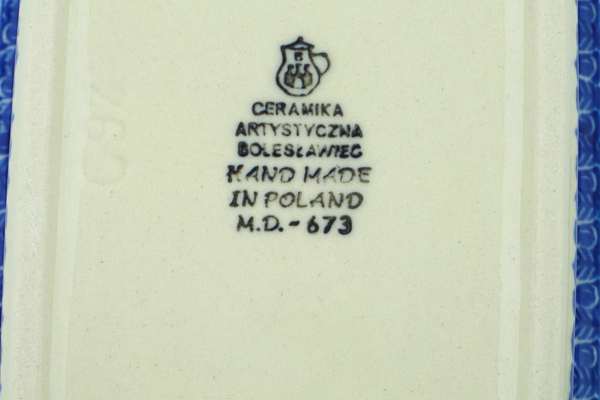 CERAMIKA
ARTYSTYCZNA
BOLESŁAWIEC
HAND MADE
IN POLAND
M.D. - 673